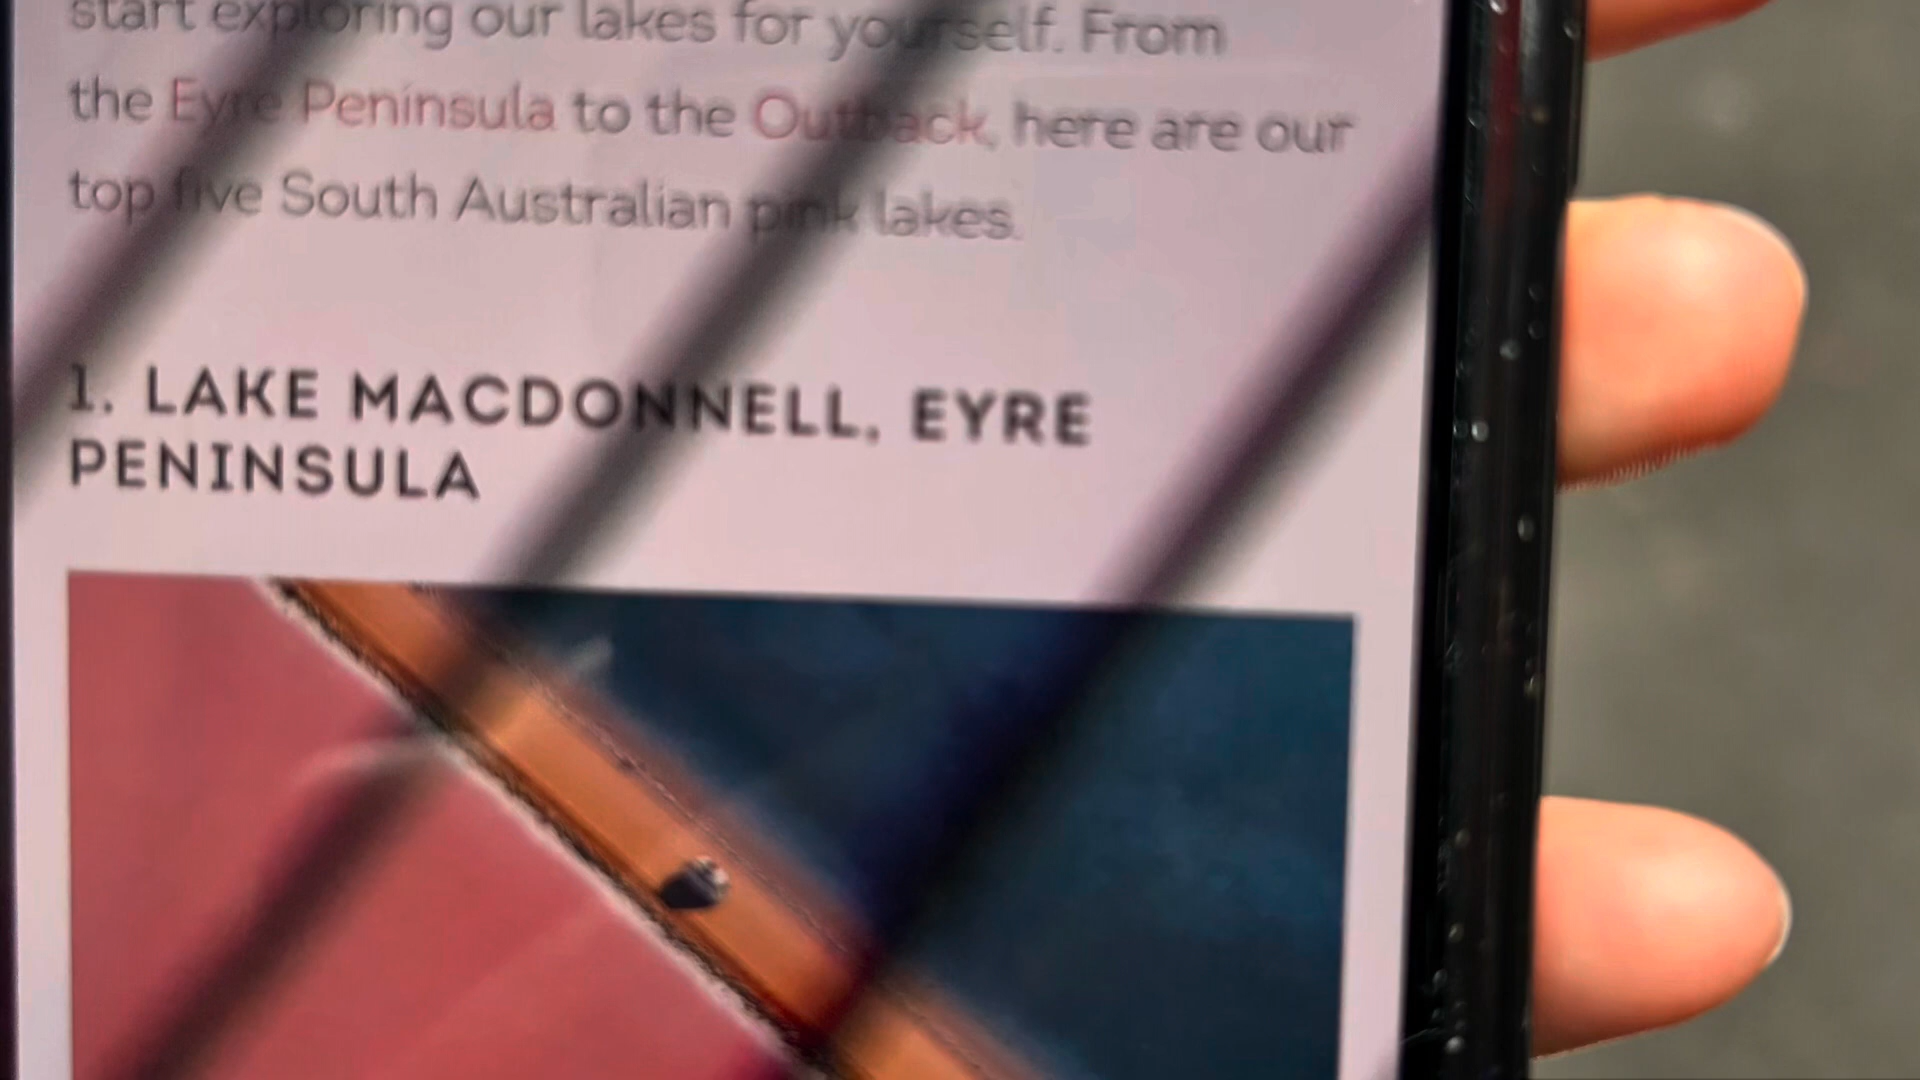 start exploring our lakes for yourself. From
the Eyre Peninsula to the Outback, here are our
top five South Australian pink lakes.
1. LAKE MACDONNELL, EYRE
PENINSULA